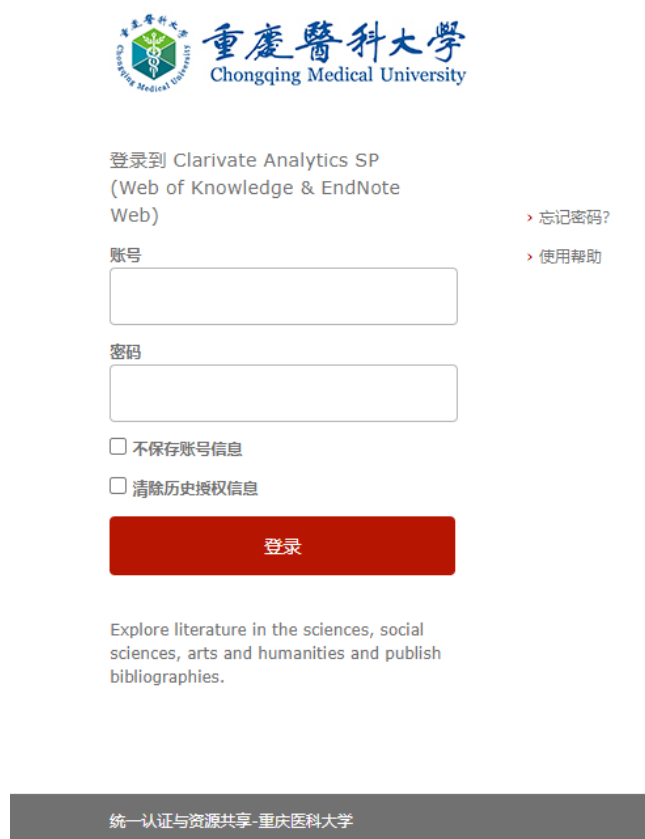 重慶醫科大學
Chongqing Medical University
登录到 Clarivate Analytics SP
(Web of Knowledge & EndNote
Web)
账号
密码
不保存账号信息
清除历史授权信息
登录
› 忘记密码?
› 使用帮助
Explore literature in the sciences, social
sciences, arts and humanities and publish
bibliographies.
统一认证与资源共享-重庆医科大学